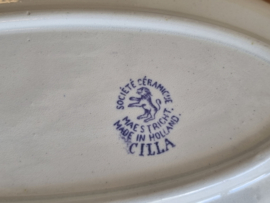 SOCIÉTÉ CÉRAMIQUE
MAESTRICHT.
MADE IN HOLLAND.
CILLA